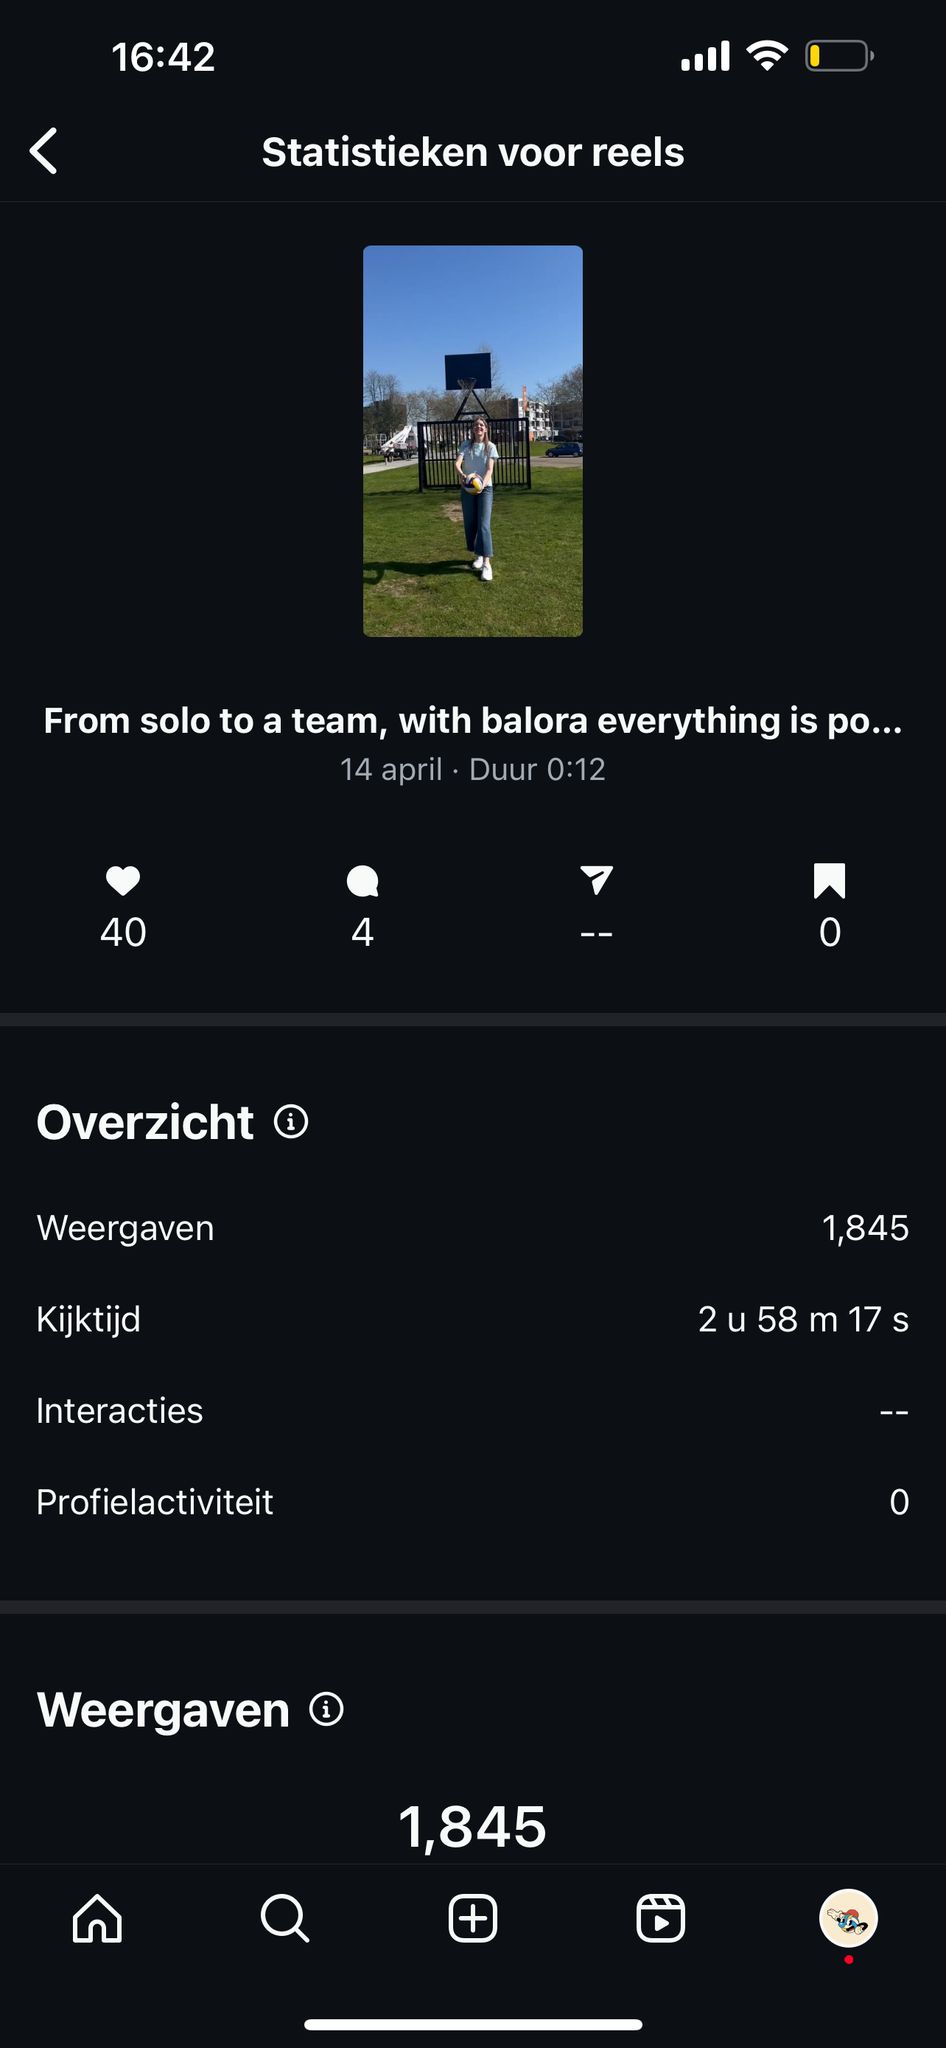 16:42
Statistieken voor reels
From solo to a team, with balora everything is po...
14 april · Duur 0:12
40 4 -- 0
Overzicht
Weergaven 1,845
Kijktijd 2 u 58 m 17 s
Interacties --
Profielactiviteit 0
Weergaven
1,845